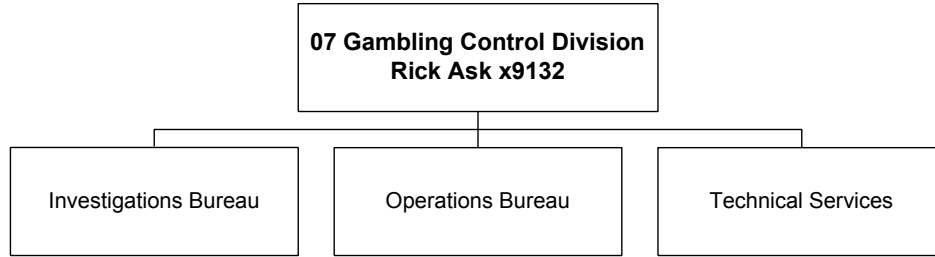 07 Gambling Control Division
Rick Ask x9132
Investigations Bureau
Operations Bureau
Technical Services